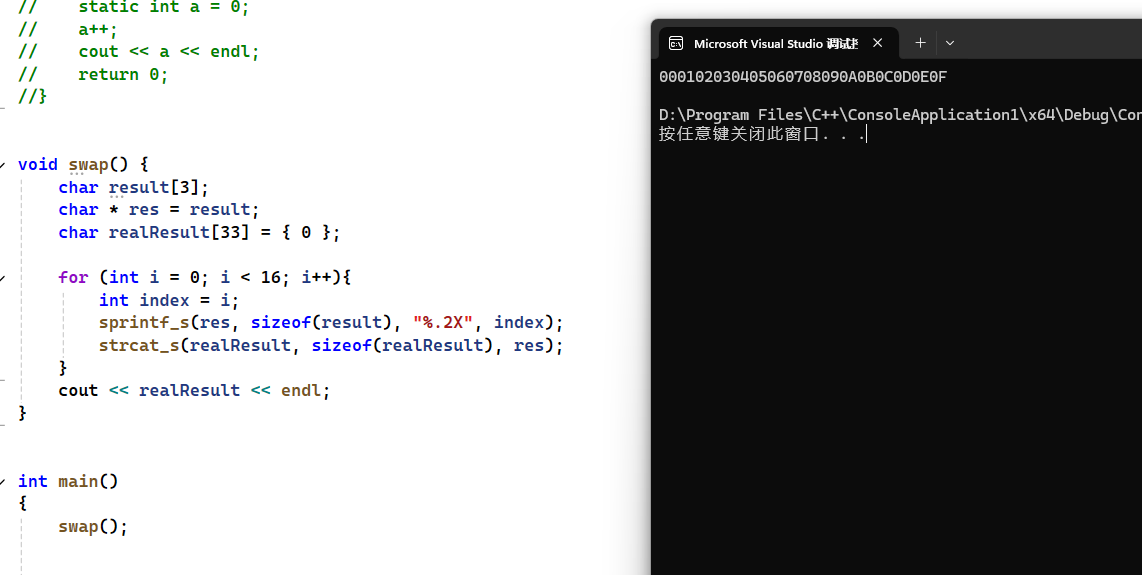 //    static int a = 0;
//    a++;
//    cout << a << endl;
//    return 0;
//}
void swap() {
    char result[3];
    char * res = result;
    char realResult[33] = { 0 };
    for (int i = 0; i < 16; i++){
        int index = i;
        sprintf_s(res, sizeof(result), "%.2X", index);
        strcat_s(realResult, sizeof(realResult), res);
    }
    cout << realResult << endl;
}
int main()
{
    swap();
Microsoft Visual Studio 调试
000102030405060708090A0B0C0D0E0F
D:\Program Files\C++\ConsoleApplication1\x64\Debug\Con
按任意键关闭此窗口. . .